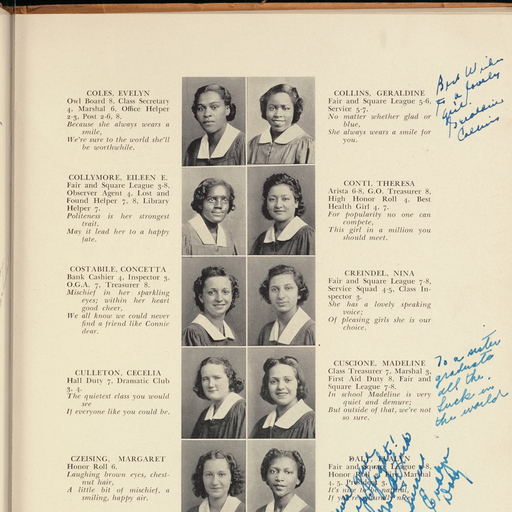 COLES, EVELYN
Owl Board 8, Class Secretary
4, Marshal 6, Office Helper
2-3, Post 2-6, 8.
Because she always wears a
smile,
We're sure to the world she'll
be worthwhile.
COLLYMORE, EILEEN E.
Fair and Square League 3-8,
Observer Agent 4, Lost and
Found Helper 7, 8, Library
Helper 7.
Politeness is her strongest
trait,
May it lead her to a happy
fate.
COSTABILE, CONCETTA
Bank Cashier 4, Inspector 3,
O.G.A. 7, Treasurer 8.
Mischief in her sparkling
eyes; within her heart
good cheer,
We all know we could never
find a friend like Connie
dear.
CULLETON, CECELIA
Hall Duty 7, Dramatic Club
3, 4.
The quietest class you would
see
If everyone like you could be.
CZEISING, MARGARET
Honor Roll 6.
Laughing brown eyes, chest-
nut hair,
A little bit of mischief, a
smiling, happy air.
COLLINS, GERALDINE
Fair and Square League 5-6,
Service 5-7.
No matter whether glad or
blue,
She always wears a smile for
you.
Best Wishes
to a lovely
girl.
Geraldine
Collins
CONTI, THERESA
Arista 6-8, G.O. Treasurer 8,
High Honor Roll 4, Best
Health Girl 4, 7.
For popularity no one can
compete,
This girl in a million you
should meet.
CREINDEL, NINA
Fair and Square League 7-8,
Service Squad 4-5, Class In-
spector 3.
She has a lovely speaking
voice;
Of pleasing girls she is our
choice.
CUSCIONE, MADELINE
Class Treasurer 7, Marshal 3,
First Aid Duty 8, Fair and
Square League 7-8.
In school Madeline is very
quiet and demure;
But outside of that, we're not
so sure.
To a sister
graduate
all the
luck in
the world
DALY, EVALYN
Fair and Square League
Honor Marshal
4, 5, President
It's
If you're
Evalyn
Daly